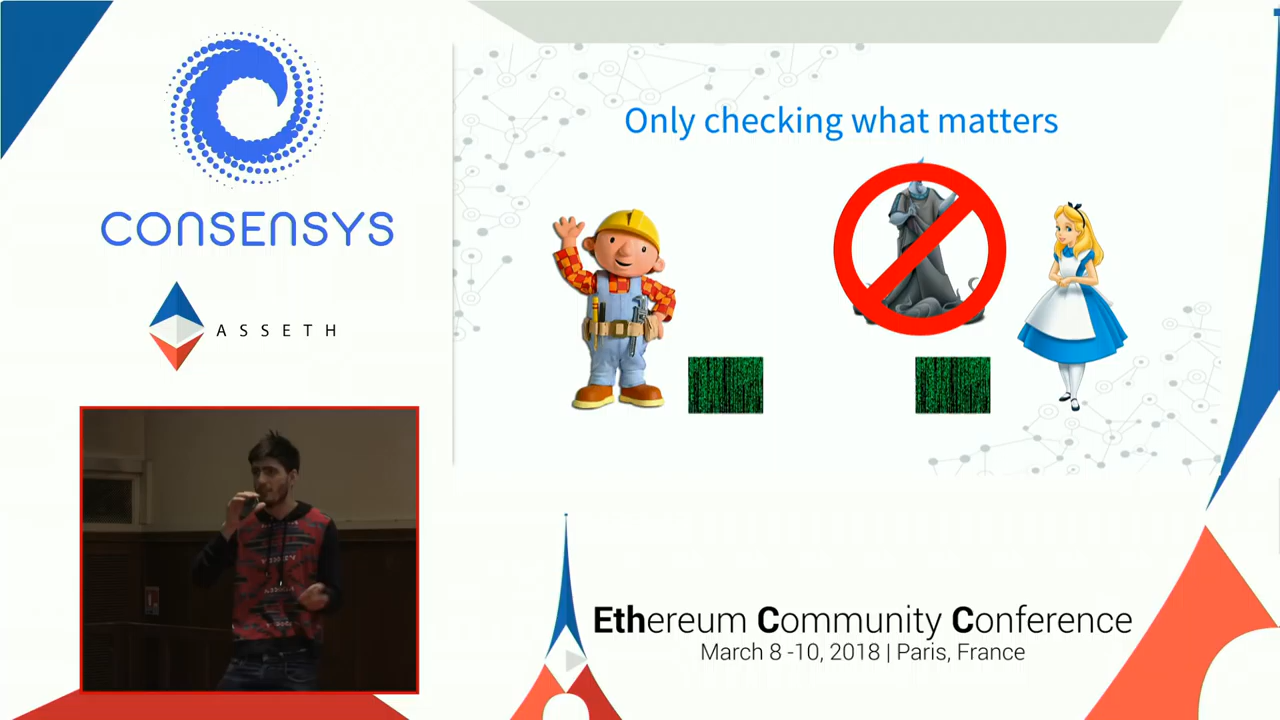 CONSENSYS
ASSETH
Only checking what matters
Ethereum Community Conference
March 8 -10, 2018 | Paris, France